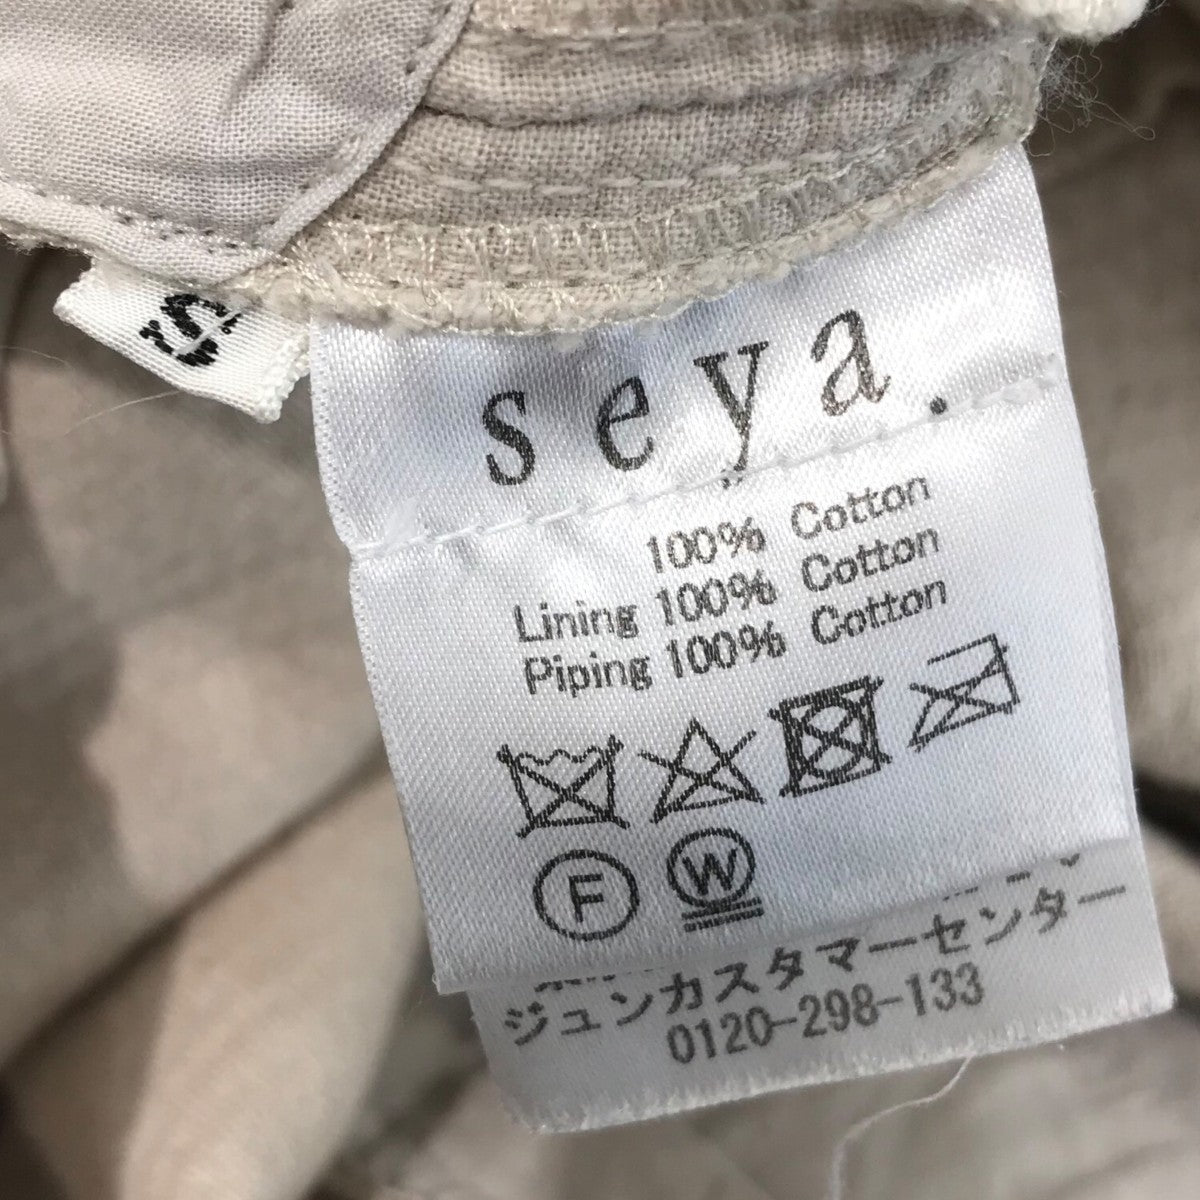 S
seya.
100% Cotton
Lining 100% Cotton
Piping 100% Cotton
F W
ジュンカスタマーセンター
0120-298-133